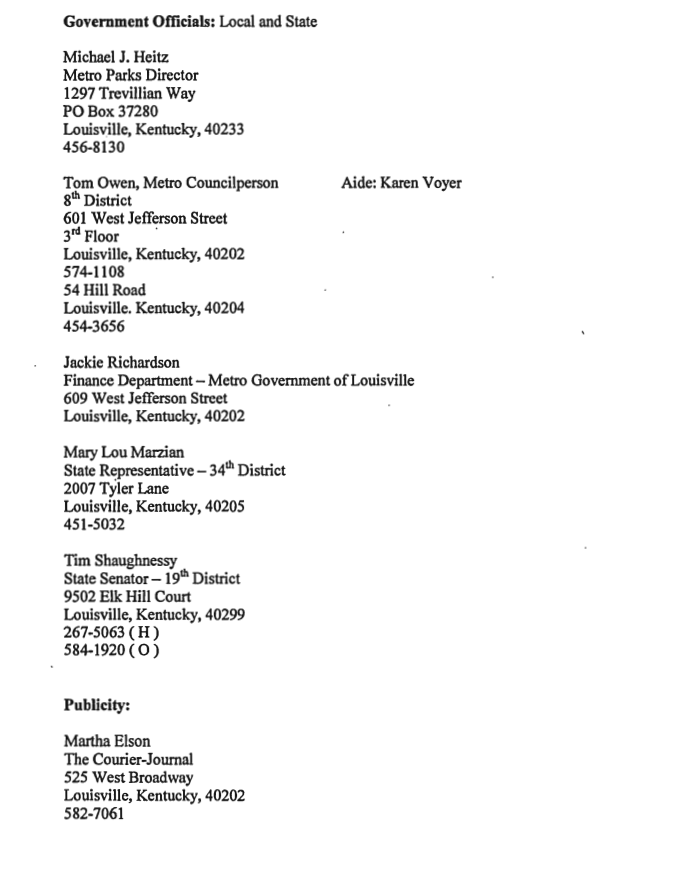 Government Officials: Local and State
Michael J. Heitz
Metro Parks Director
1297 Trevillian Way
PO Box 37280
Louisville, Kentucky, 40233
456-8130
Tom Owen, Metro Councilperson Aide: Karen Voyer
8th District
601 West Jefferson Street
3rd Floor
Louisville, Kentucky, 40202
574-1108
54 Hill Road
Louisville. Kentucky, 40204
454-3656
Jackie Richardson
Finance Department – Metro Government of Louisville
609 West Jefferson Street
Louisville, Kentucky, 40202
Mary Lou Marzian
State Representative – 34th District
2007 Tyler Lane
Louisville, Kentucky, 40205
451-5032
Tim Shaughnessy
State Senator – 19th District
9502 Elk Hill Court
Louisville, Kentucky, 40299
267-5063 ( H )
584-1920 ( O )
Publicity:
Martha Elson
The Courier-Journal
525 West Broadway
Louisville, Kentucky, 40202
582-7061